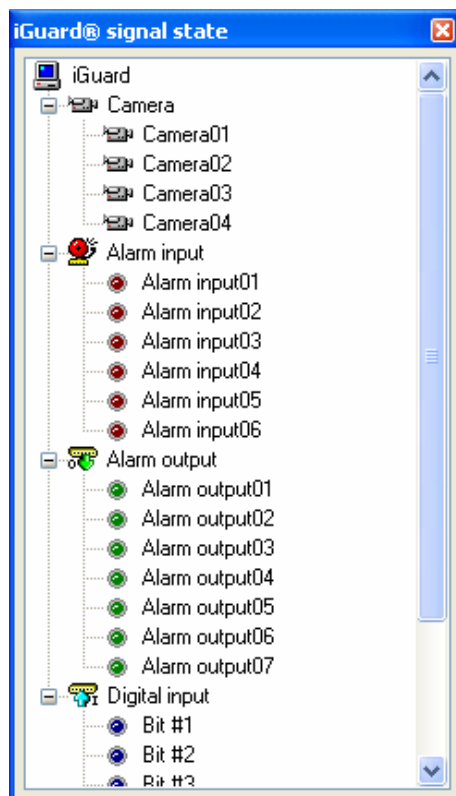 iGuard® signal state
iGuard
Camera
Camera01
Camera02
Camera03
Camera04
Alarm input
Alarm input01
Alarm input02
Alarm input03
Alarm input04
Alarm input05
Alarm input06
Alarm output
Alarm output01
Alarm output02
Alarm output03
Alarm output04
Alarm output05
Alarm output06
Alarm output07
Digital input
Bit #1
Bit #2
Bit #3